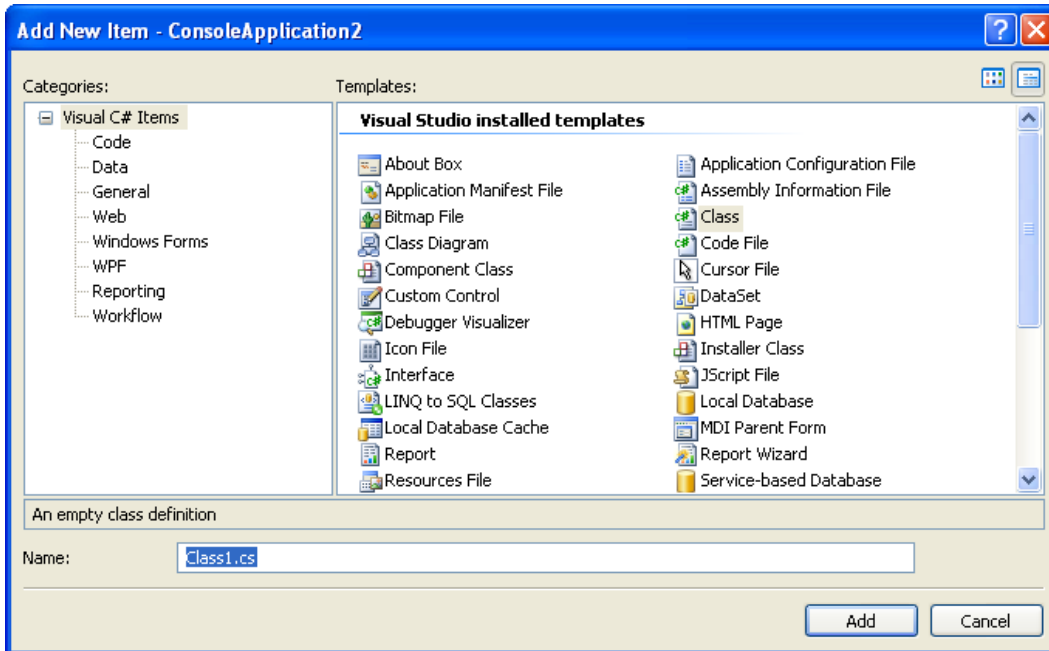 Add New Item - ConsoleApplication2
Categories:
Templates:
Visual C# Items
Code
Data
General
Web
Windows Forms
WPF
Reporting
Workflow
Visual Studio installed templates
About Box
Application Configuration File
Application Manifest File
Assembly Information File
Bitmap File
Class
Class Diagram
Code File
Component Class
Cursor File
Custom Control
DataSet
Debugger Visualizer
HTML Page
Icon File
Installer Class
Interface
JScript File
LINQ to SQL Classes
Local Database
Local Database Cache
MDI Parent Form
Report
Report Wizard
Resources File
Service-based Database
An empty class definition
Name:
Class1.cs
Add
Cancel